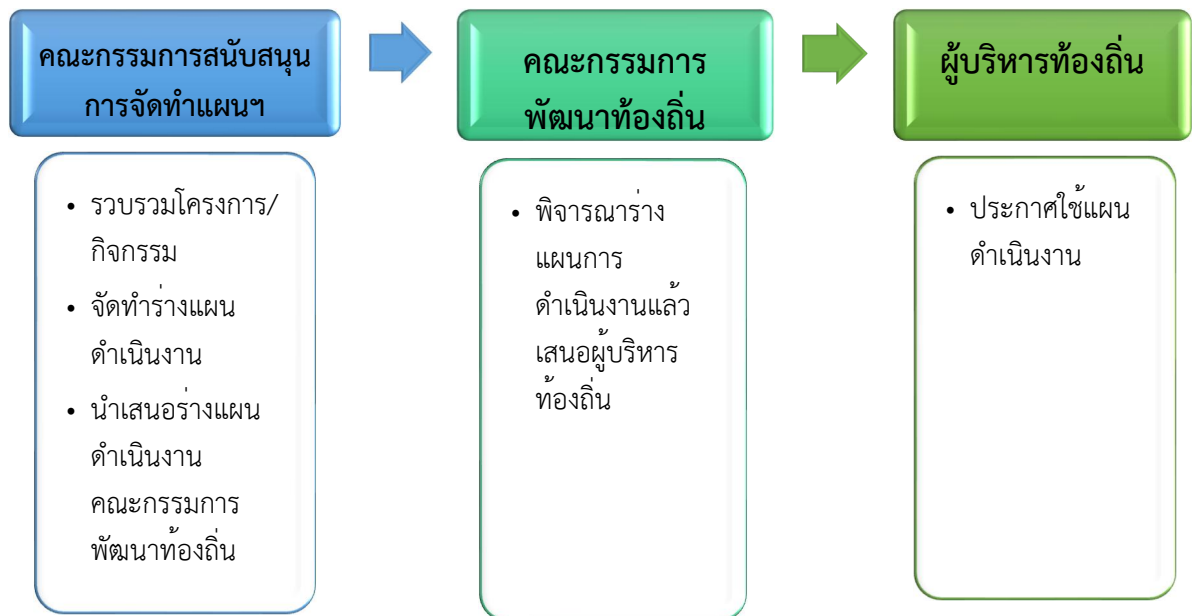 คณะกรรมการสนับสนุน
การจัดทำแผนฯ
คณะกรรมการ
พัฒนาท้องถิ่น
ผู้บริหารท้องถิ่น
• รวบรวมโครงการ/
กิจกรรม
• จัดทำร่างแผน
ดำเนินงาน
• นำเสนอร่างแผน
ดำเนินงาน
คณะกรรมการ
พัฒนาท้องถิ่น
• พิจารณาร่าง
แผนการ
ดำเนินงานแล้ว
เสนอผู้บริหาร
ท้องถิ่น
• ประกาศใช้แผน
ดำเนินงาน